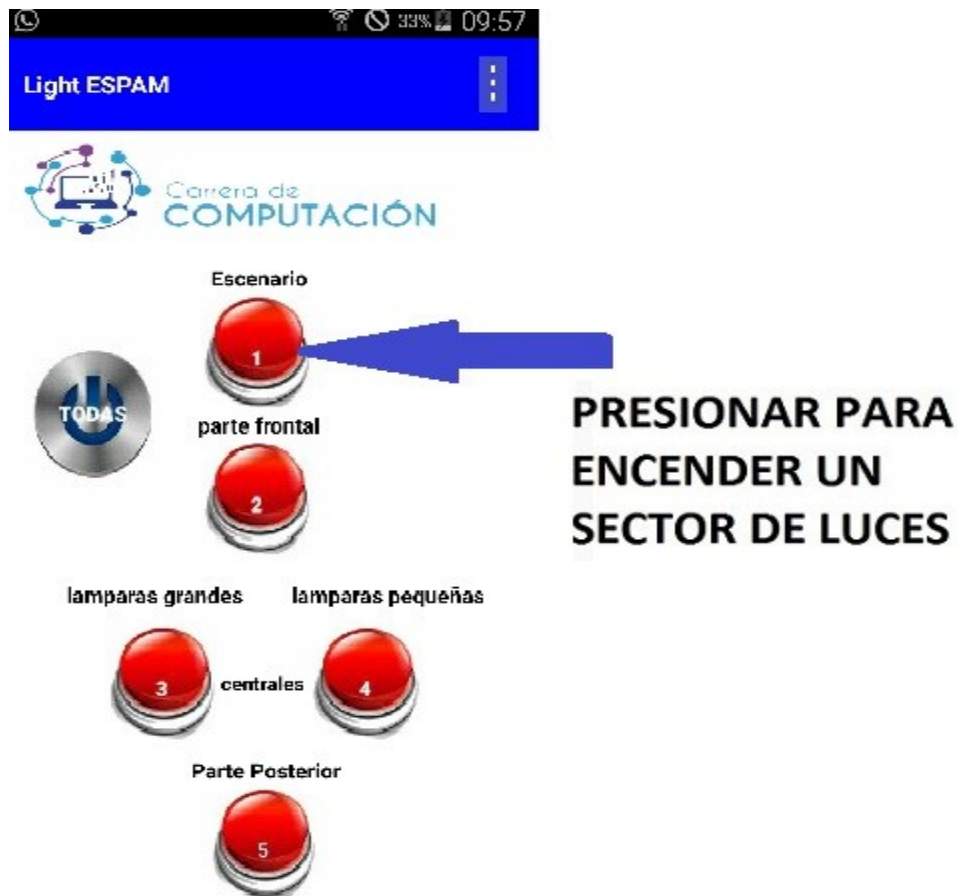 33% 09:57
Light ESPAM
Carrera de
COMPUTACIÓN
Escenario
1
TODAS
parte frontal
2
PRESIONAR PARA
ENCENDER UN
SECTOR DE LUCES
lamparas grandes lamparas pequeñas
3 centrales 4
Parte Posterior
5